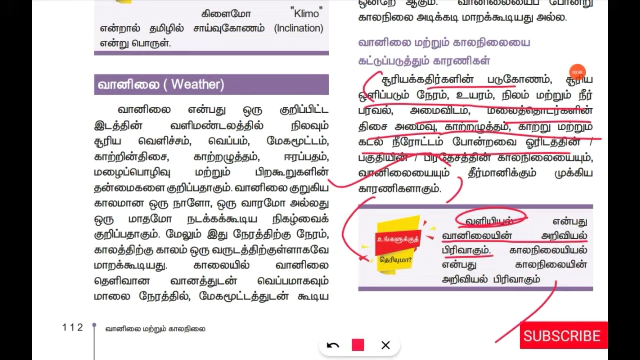 கிளைமோ "Klimo"
என்றால் தமிழில் சாய்வுகோணம் (Inclination)
என்று பொருள்.
வானிலை ( Weather)
வானிலை என்பது ஒரு குறிப்பிட்ட
இடத்தின் வளிமண்டலத்தில் நிலவும்
சூரிய வெளிச்சம், வெப்பம், மேகமூட்டம்,
காற்றின்திசை, காற்றழுத்தம், ஈரப்பதம்,
மழைப்பொழிவு மற்றும் பிறகூறுகளின்
தன்மைகளை குறிப்பதாகும். வானிலை குறுகிய
காலமான ஒரு நாளோ, ஒரு வாரமோ அல்லது
ஒரு மாதமோ நடக்கக்கூடிய நிகழ்வைக்
குறிப்பதாகும். மேலும் இது நேரத்திற்கு நேரம்,
காலத்திற்கு காலம் ஒரு வருடத்திற்குள்ளாகவே
மாறக்கூடியது. காலையில் வானிலை
தெளிவான வானத்துடன் வெப்பமாகவும்
மாலை நேரத்தில், மேகமூட்டத்துடன் கூடிய
ஒன்றே ஆகும். வானிலையைப் போன்று
காலநிலை அடிக்கடி மாறக்கூடியது அல்ல.
வானிலை மற்றும் காலநிலையை
கட்டுப்படுத்தும் காரணிகள்
சூரியக்கதிர்களின் படுகோணம், சூரிய
ஒளிப்படும் நேரம், உயரம், நிலம் மற்றும் நீர்
பரவல், அமைவிடம், மலைத்தொடர்களின்
திசை அமைவு, காற்றழுத்தம், காற்று மற்றும்
கடல் நீரோட்டம் போன்றவை ஓரிடத்தின் /
பகுதியின் / பிரதேசத்தின் காலநிலையையும்,
வானிலையையும் தீர்மானிக்கும் முக்கிய
காரணிகளாகும்.
உங்களுக்குத்
தெரியுமா?
வளியியல் என்பது
வானிலையின் அறிவியல்
பிரிவாகும். காலநிலையியல்
என்பது காலநிலையின்
அறிவியல் பிரிவாகும்
112 வானிலை மற்றும் காலநிலை
SUBSCRIBE